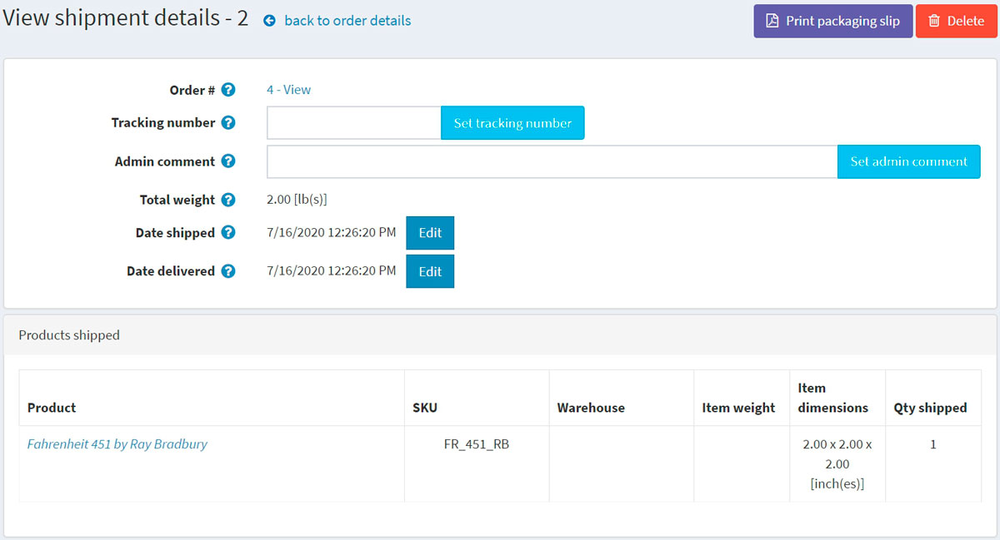 View shipment details - 2 back to order details Print packaging slip Delete
Order # ? 4 - View
Tracking number ? Set tracking number
Admin comment ? Set admin comment
Total weight ? 2.00 [lb(s)]
Date shipped ? 7/16/2020 12:26:20 PM Edit
Date delivered ? 7/16/2020 12:26:20 PM Edit
Products shipped
Product SKU Warehouse Item weight Item dimensions Qty shipped
Fahrenheit 451 by Ray Bradbury FR_451_RB 2.00 x 2.00 x 1
2.00
[inch(es)]